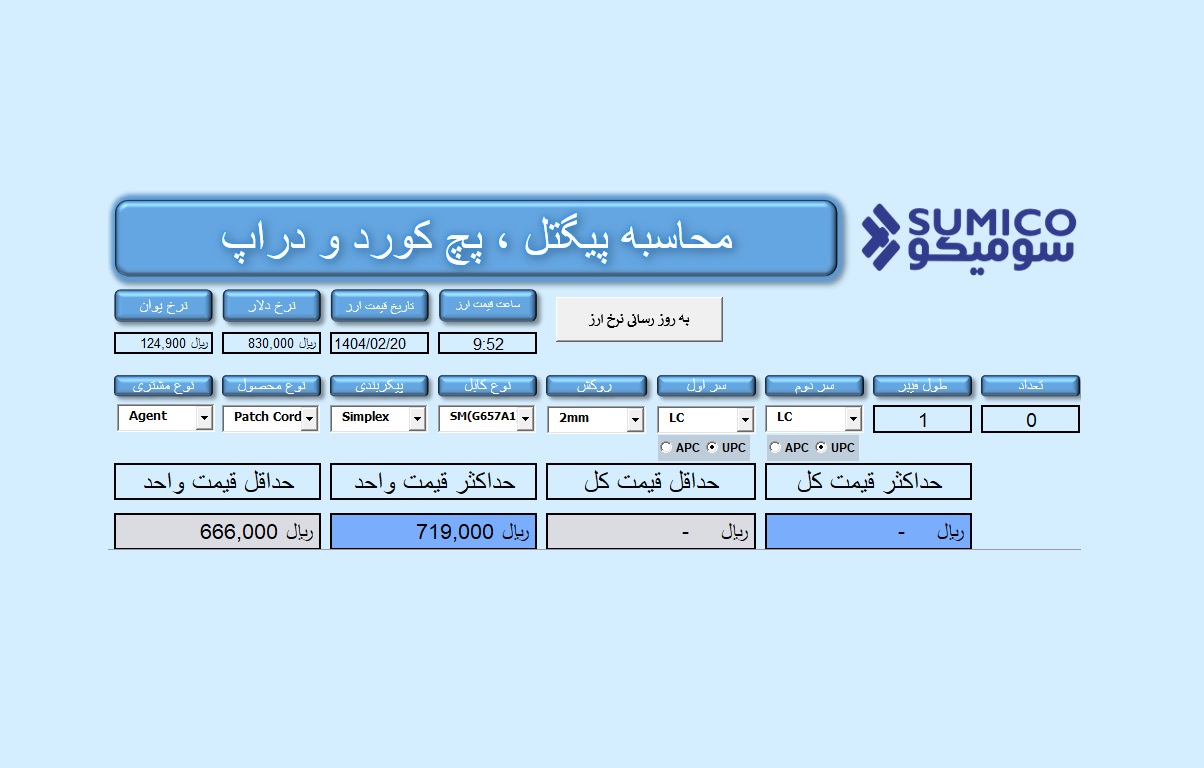 محاسبه پیگتل ، پچ کورد و دراپ
SUMICO
سومیکو
نرخ یوان
نرخ دلار
تاریخ قیمت ارز
ساعت قیمت ارز
به روز رسانی نرخ ارز
ریال 124,900
ریال 830,000
1404/02/20
9:52
نوع مشتری
نوع محصول
پیکربندی
نوع کابل
روکش
سر اول
سر دوم
طول فیبر
تعداد
Agent
Patch Cord
Simplex
SM(G657A1
2mm
LC
LC
1
0
APC UPC
APC UPC
حداقل قیمت واحد
حداکثر قیمت واحد
حداقل قیمت کل
حداکثر قیمت کل
ریال 666,000
ریال 719,000
ریال -
ریال -